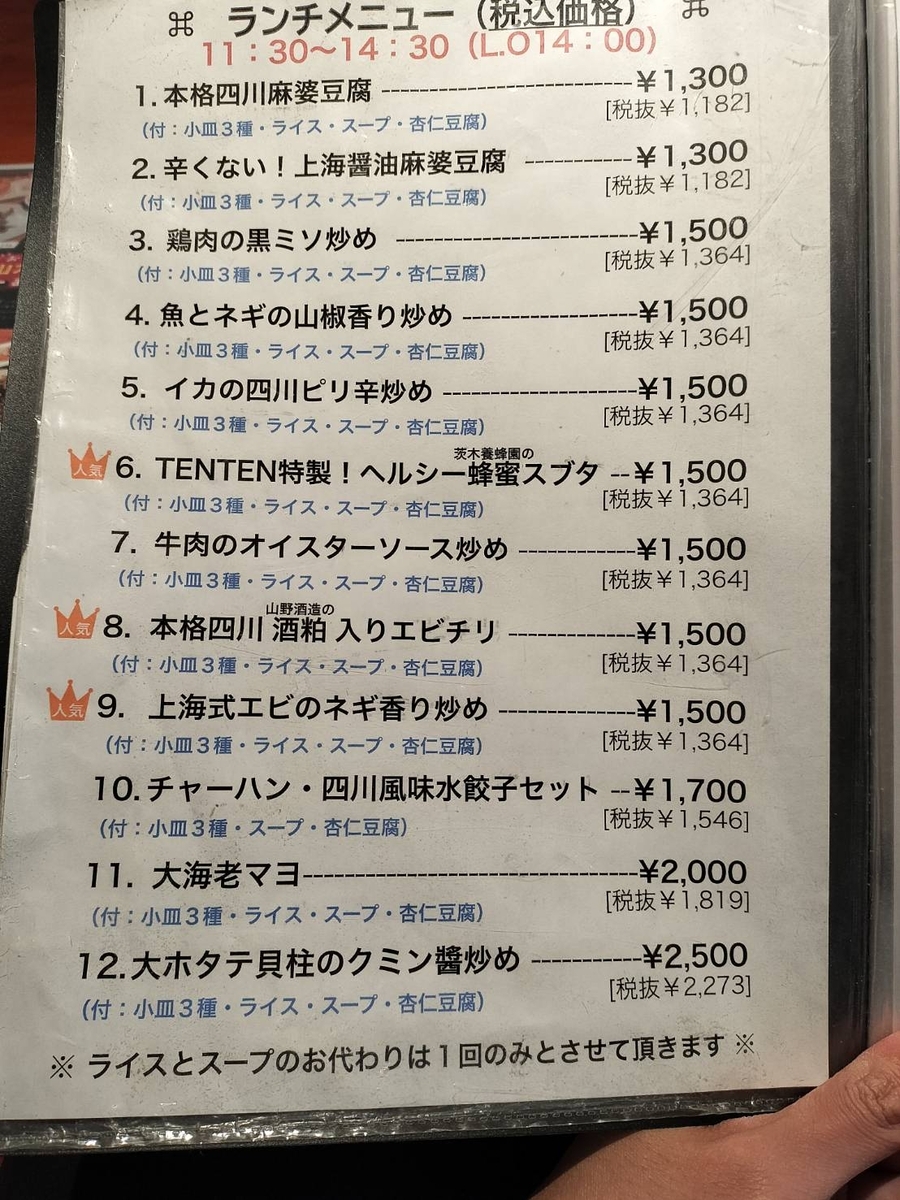 ⌘ ランチメニュー（税込価格） ⌘
11：30〜14：30（L.O14：00）
1. 本格四川麻婆豆腐 ---------- ¥1,300
[税抜¥1,182]
（付：小皿３種・ライス・スープ・杏仁豆腐）
2. 辛くない！上海醤油麻婆豆腐 ---------- ¥1,300
[税抜¥1,182]
（付：小皿３種・ライス・スープ・杏仁豆腐）
3. 鶏肉の黒ミソ炒め ---------- ¥1,500
[税抜¥1,364]
（付：小皿３種・ライス・スープ・杏仁豆腐）
4. 魚とネギの山椒香り炒め ---------- ¥1,500
[税抜¥1,364]
（付：小皿３種・ライス・スープ・杏仁豆腐）
5. イカの四川ピリ辛炒め ---------- ¥1,500
[税抜¥1,364]
（付：小皿３種・ライス・スープ・杏仁豆腐）
茨木養蜂園の
人気 6. TENTEN特製！ヘルシー蜂蜜スブタ -- ¥1,500
[税抜¥1,364]
（付：小皿３種・ライス・スープ・杏仁豆腐）
7. 牛肉のオイスターソース炒め ---------- ¥1,500
[税抜¥1,364]
（付：小皿３種・ライス・スープ・杏仁豆腐）
山野酒造の
人気 8. 本格四川 酒粕 入りエビチリ ---------- ¥1,500
[税抜¥1,364]
（付：小皿３種・ライス・スープ・杏仁豆腐）
人気 9. 上海式エビのネギ香り炒め ---------- ¥1,500
[税抜¥1,364]
（付：小皿３種・ライス・スープ・杏仁豆腐）
10. チャーハン・四川風味水餃子セット -- ¥1,700
[税抜¥1,546]
（付：小皿３種・スープ・杏仁豆腐）
11. 大海老マヨ ---------- ¥2,000
[税抜¥1,819]
（付：小皿３種・ライス・スープ・杏仁豆腐）
12. 大ホタテ貝柱のクミン醬炒め ---------- ¥2,500
[税抜¥2,273]
（付：小皿３種・ライス・スープ・杏仁豆腐）
※ ライスとスープのお代わりは１回のみとさせて頂きます ※